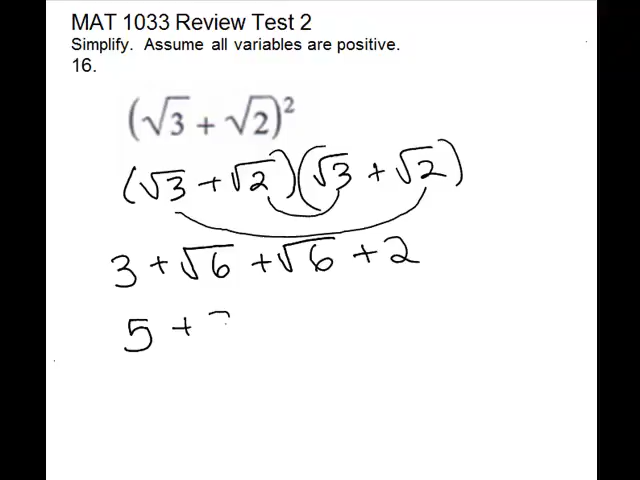 MAT 1033 Review Test 2
Simplify. Assume all variables are positive.
16.
(√3 + √2)²
(√3 + √2)(√3 + √2)
3 + √6 + √6 + 2
5 +